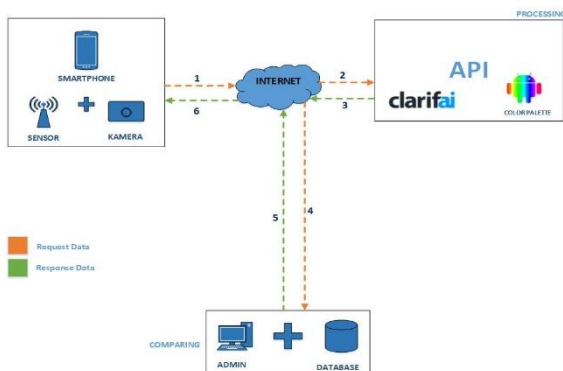 PROCESSING
SMARTPHONE
SENSOR
KAMERA
1
6
INTERNET
2
3
API
clarifai
COLOR PALETTE
5
4
Request Data
Response Data
COMPARING
ADMIN
DATABASE